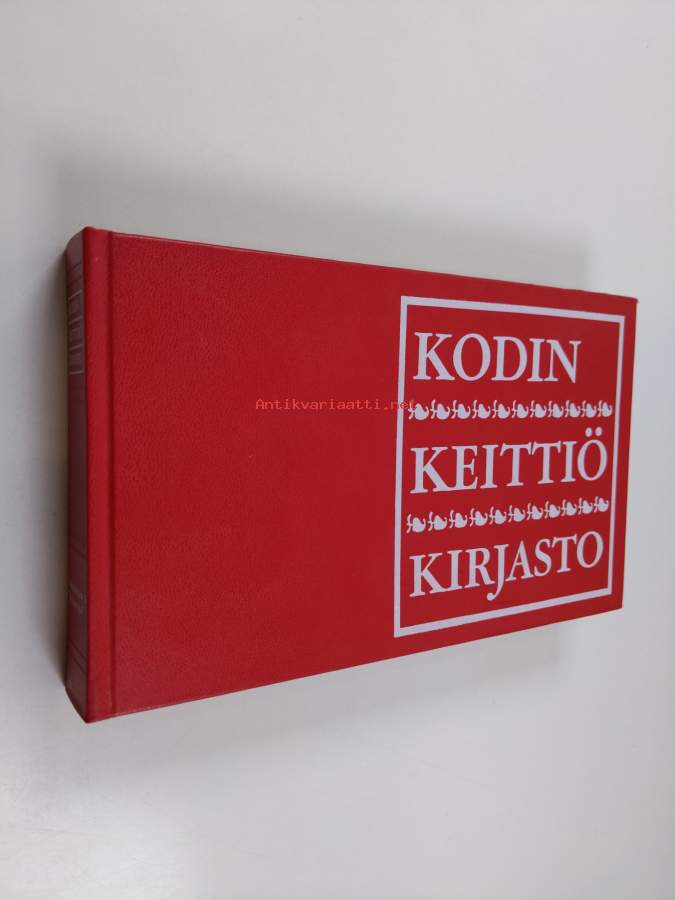 KODIN
Antikvariaatti.net
KEITTIÖ
KIRJASTO